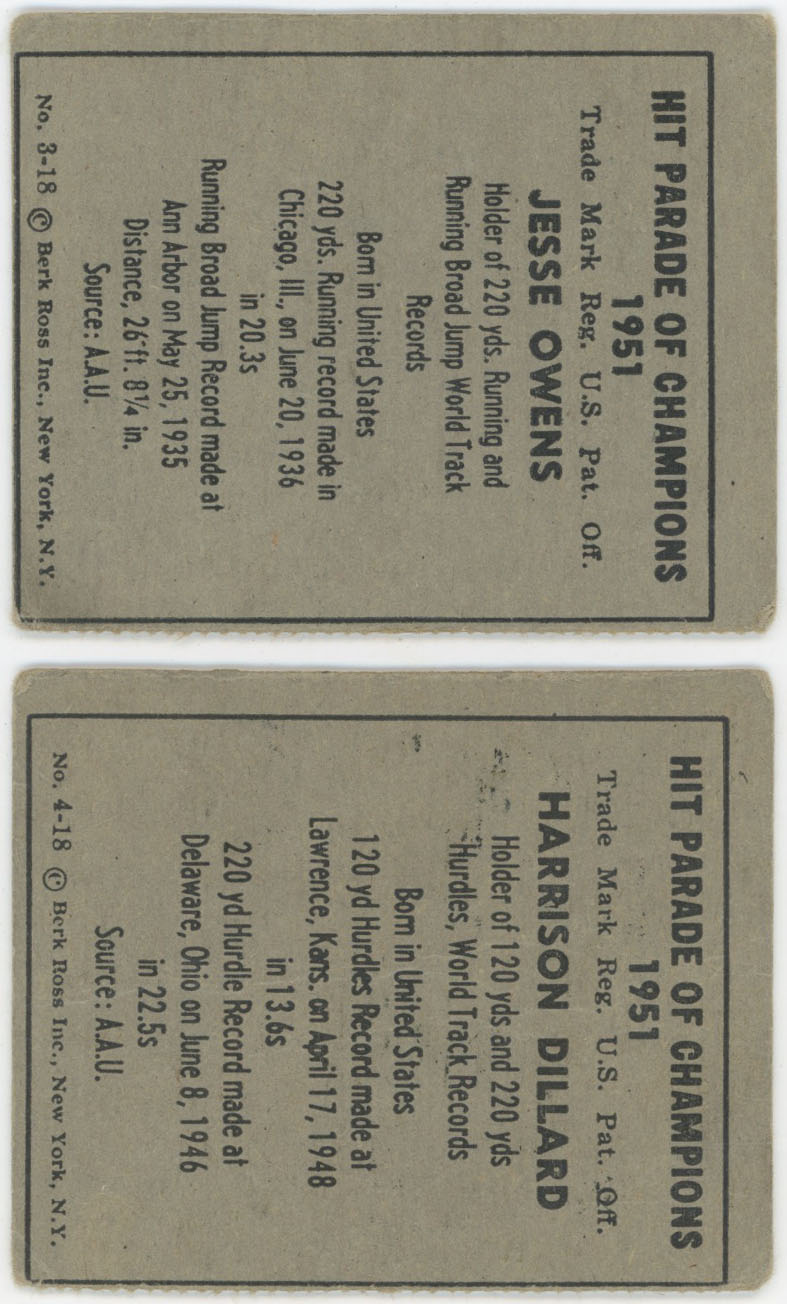 HIT PARADE OF CHAMPIONS
1951
Trade Mark Reg. U.S. Pat. Off.
JESSE OWENS
Holder of 220 yds. Running and
Running Broad Jump World Track
Records
Born in United States
220 yds. Running record made in
Chicago, Ill., on June 20, 1936
in 20.3s
Running Broad Jump Record made at
Ann Arbor on May 25, 1935
Distance, 26 ft. 8¼ in.
Source: A.A.U.
No. 3-18 © Berk Ross Inc., New York, N.Y.
HIT PARADE OF CHAMPIONS
1951
Trade Mark Reg. U.S. Pat. Off.
HARRISON DILLARD
Holder of 120 yds and 220 yds
Hurdles, World Track Records
Born in United States
120 yd Hurdles Record made at
Lawrence, Kans. on April 17, 1948
in 13.6s
220 yd Hurdle Record made at
Delaware, Ohio on June 8, 1946
in 22.5s
Source: A.A.U.
No. 4-18 © Berk Ross Inc., New York, N.Y.